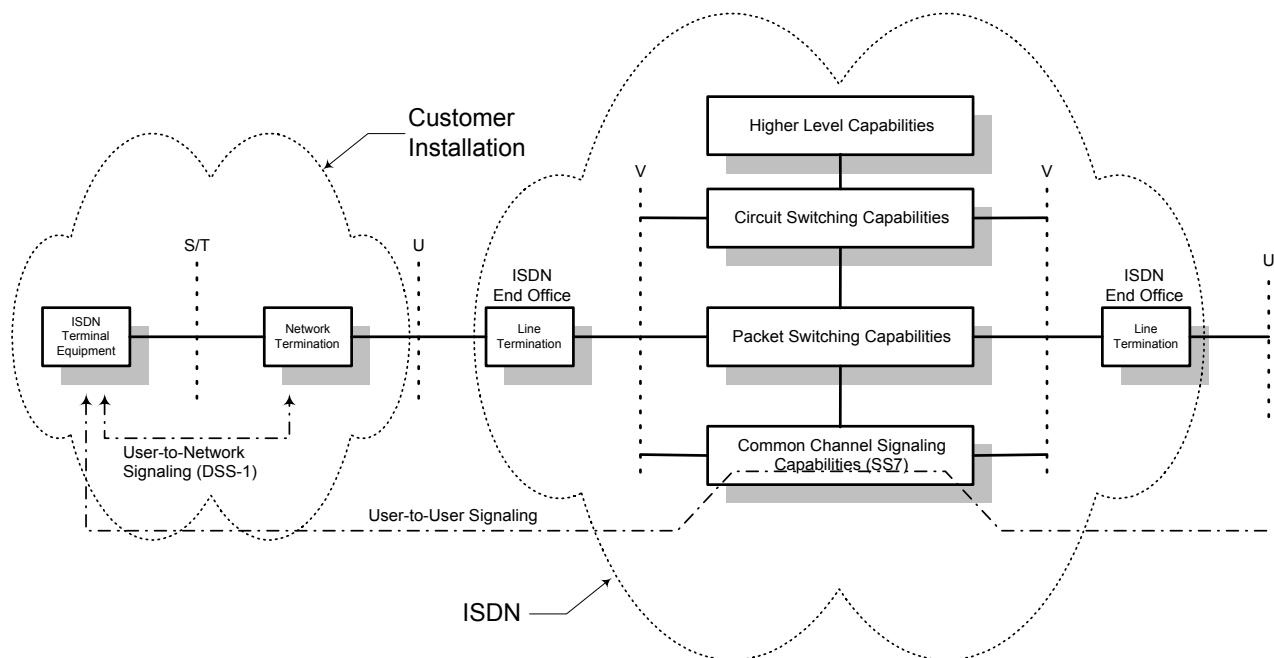 Customer
Installation
Higher Level Capabilities
V
V
Circuit Switching Capabilities
S/T
U
U
ISDN
End Office
ISDN
End Office
ISDN
Terminal
Equipment
Network
Termination
Line
Termination
Packet Switching Capabilities
Line
Termination
User-to-Network
Signaling (DSS-1)
Common Channel Signaling
Capabilities (SS7)
User-to-User Signaling
ISDN